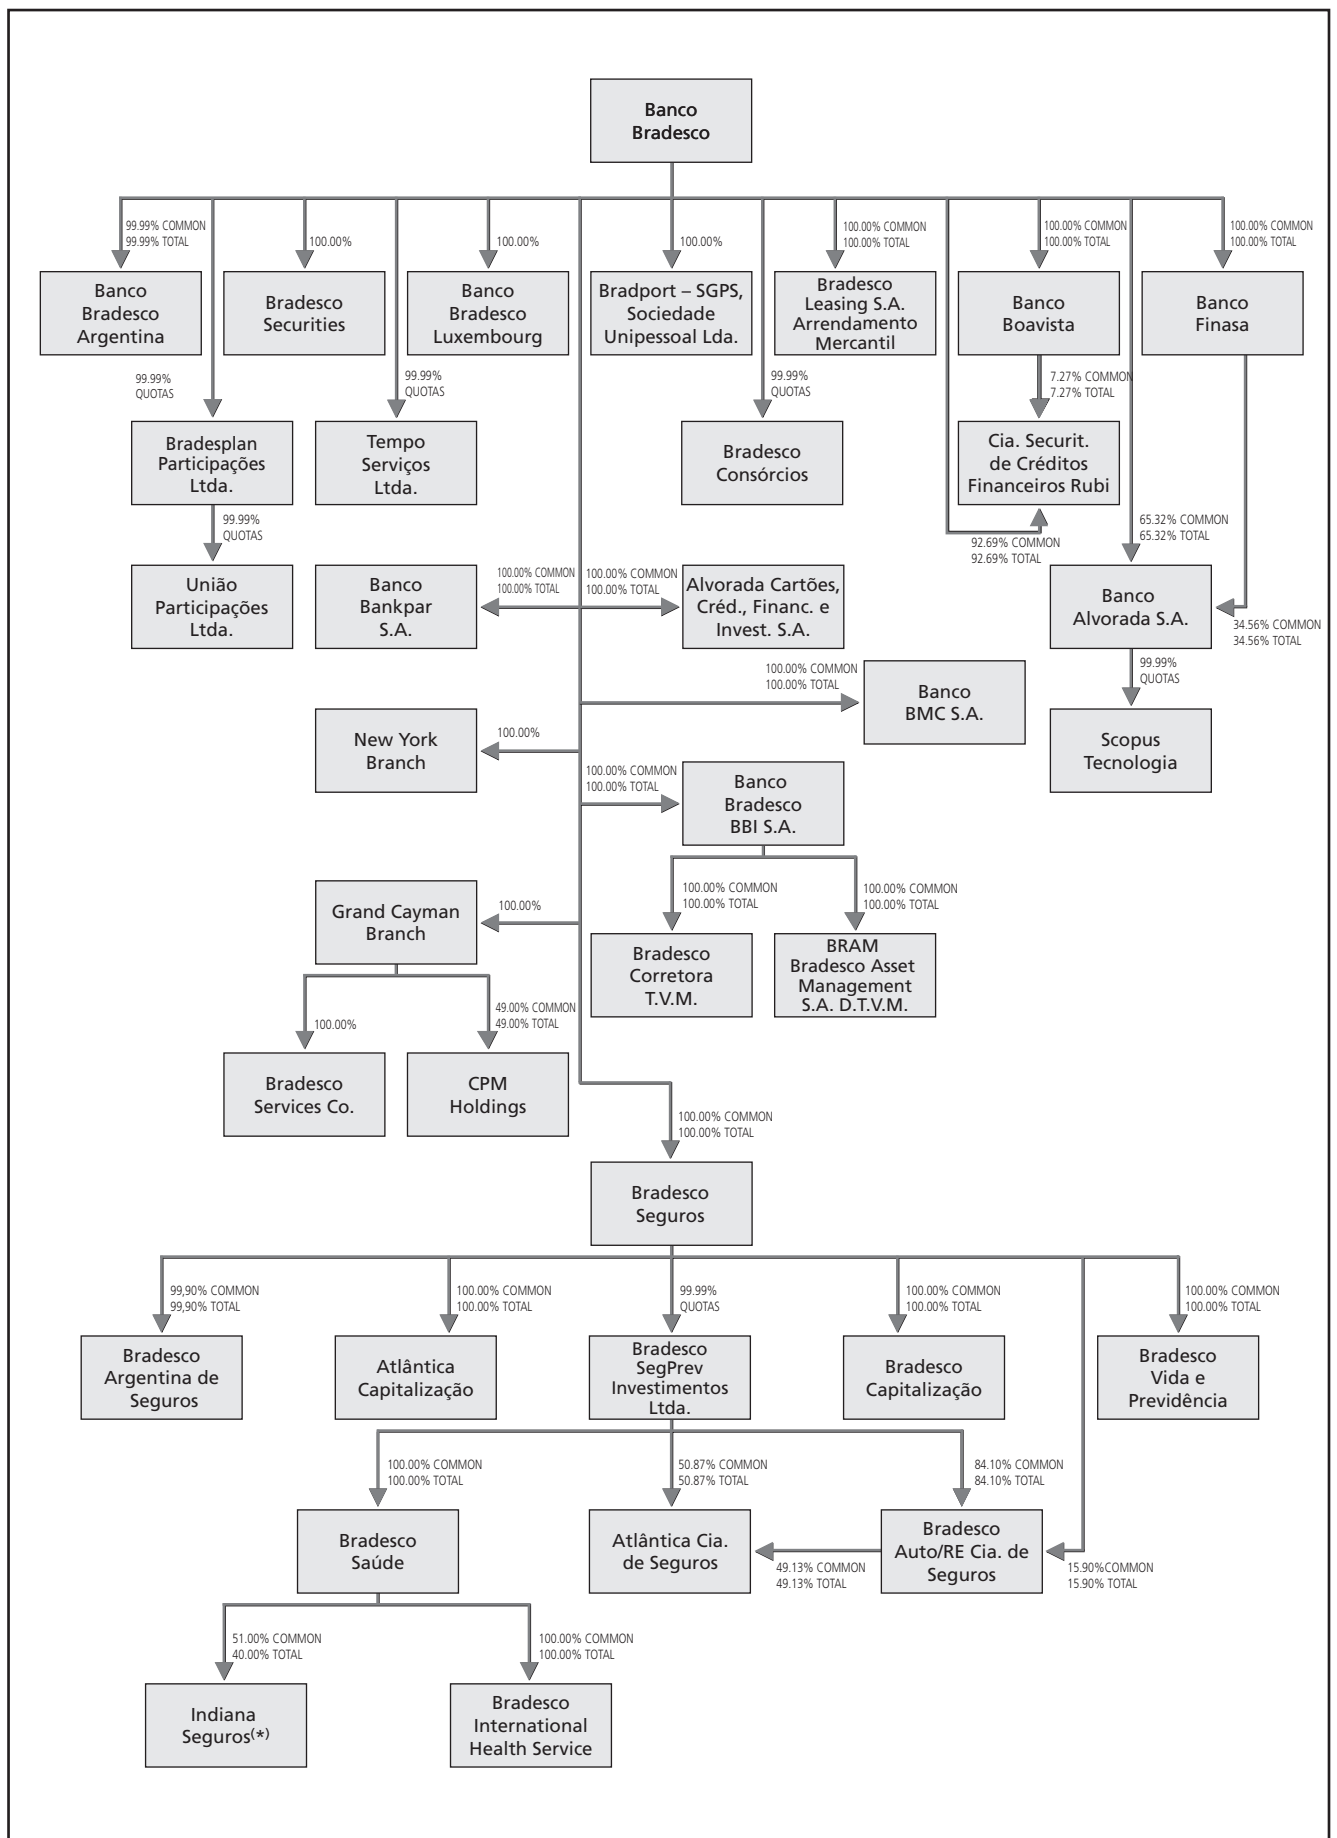 Banco
Bradesco
99.99% COMMON
99.99% TOTAL
100.00%
100.00%
100.00%
100.00% COMMON
100.00% TOTAL
100.00% COMMON
100.00% TOTAL
100.00% COMMON
100.00% TOTAL
Banco
Bradesco
Argentina
Bradesco
Securities
Banco
Bradesco
Luxembourg
Bradport – SGPS,
Sociedade
Unipessoal Lda.
Bradesco
Leasing S.A.
Arrendamento
Mercantil
Banco
Boavista
Banco
Finasa
99.99%
QUOTAS
99.99%
QUOTAS
99.99%
QUOTAS
7.27% COMMON
7.27% TOTAL
Bradesplan
Participações
Ltda.
Tempo
Serviços
Ltda.
Bradesco
Consórcios
Cia. Securit.
de Créditos
Financeiros Rubi
99.99%
QUOTAS
92.69% COMMON
92.69% TOTAL
65.32% COMMON
65.32% TOTAL
União
Participações
Ltda.
Banco
Bankpar
S.A.
100.00% COMMON
100.00% TOTAL
100.00% COMMON
100.00% TOTAL
Alvorada Cartões,
Créd., Financ. e
Invest. S.A.
Banco
Alvorada S.A.
34.56% COMMON
34.56% TOTAL
100.00% COMMON
100.00% TOTAL
Banco
BMC S.A.
99.99%
QUOTAS
New York
Branch
100.00%
Scopus
Tecnologia
100.00% COMMON
100.00% TOTAL
Banco
Bradesco
BBI S.A.
Grand Cayman
Branch
100.00%
100.00% COMMON
100.00% TOTAL
100.00% COMMON
100.00% TOTAL
Bradesco
Corretora
T.V.M.
BRAM
Bradesco Asset
Management
S.A. D.T.V.M.
100.00%
49.00% COMMON
49.00% TOTAL
Bradesco
Services Co.
CPM
Holdings
100.00% COMMON
100.00% TOTAL
Bradesco
Seguros
99,90% COMMON
99,90% TOTAL
100.00% COMMON
100.00% TOTAL
99.99%
QUOTAS
100.00% COMMON
100.00% TOTAL
100.00% COMMON
100.00% TOTAL
Bradesco
Argentina de
Seguros
Atlântica
Capitalização
Bradesco
SegPrev
Investimentos
Ltda.
Bradesco
Capitalização
Bradesco
Vida e
Previdência
100.00% COMMON
100.00% TOTAL
50.87% COMMON
50.87% TOTAL
84.10% COMMON
84.10% TOTAL
Bradesco
Saúde
Atlântica Cia.
de Seguros
49.13% COMMON
49.13% TOTAL
Bradesco
Auto/RE Cia. de
Seguros
15.90%COMMON
15.90% TOTAL
51.00% COMMON
40.00% TOTAL
100.00% COMMON
100.00% TOTAL
Indiana
Seguros(*)
Bradesco
International
Health Service